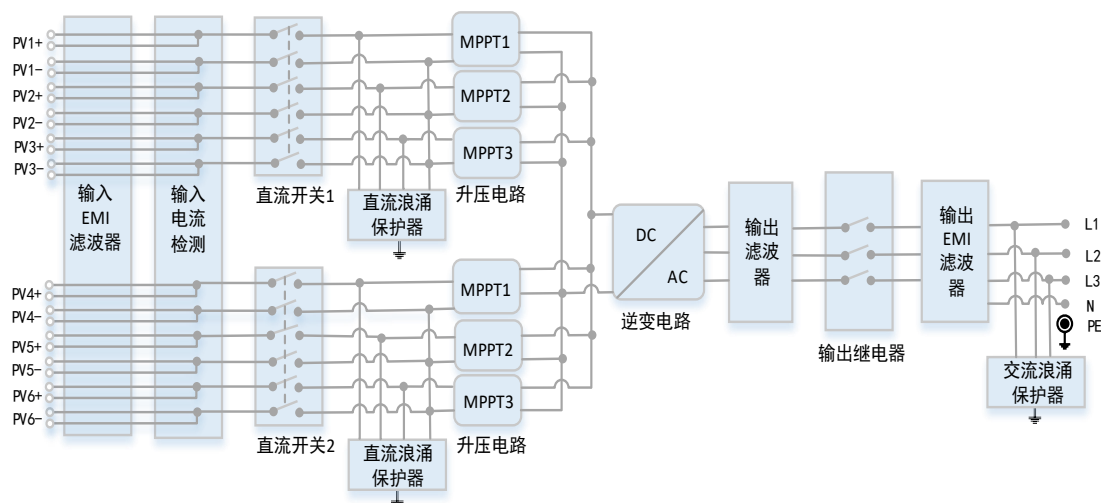 PV1+
PV1-
PV2+
PV2-
PV3+
PV3-
输入
EMI
滤波器
输入
电流
检测
直流开关1
直流浪涌
保护器
MPPT1
MPPT2
MPPT3
升压电路
PV4+
PV4-
PV5+
PV5-
PV6+
PV6-
直流开关2
直流浪涌
保护器
MPPT1
MPPT2
MPPT3
升压电路
DC
AC
逆变电路
输出
滤波
器
输出继电器
输出
EMI
滤波
器
L1
L2
L3
N
PE
交流浪涌
保护器